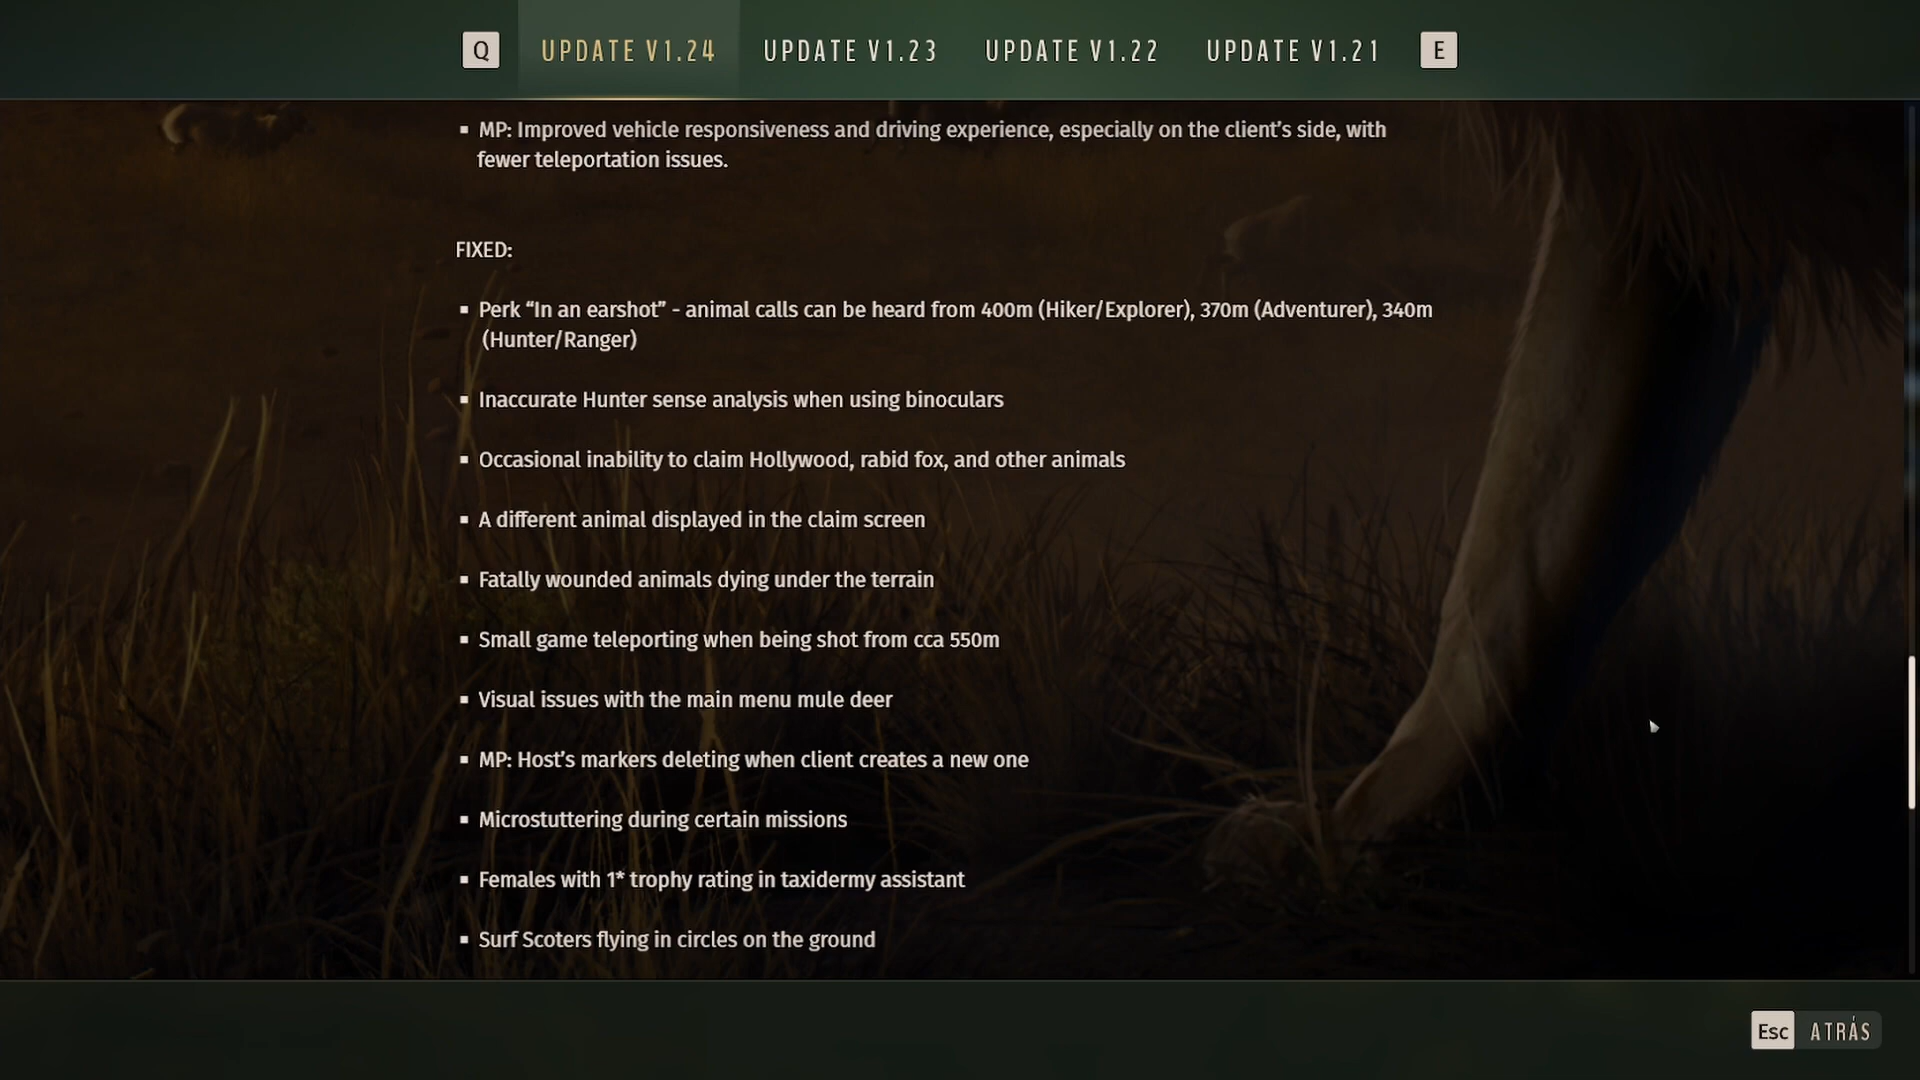 Q UPDATE V1.24 UPDATE V1.23 UPDATE V1.22 UPDATE V1.21 E
▪ MP: Improved vehicle responsiveness and driving experience, especially on the client’s side, with
fewer teleportation issues.
FIXED:
▪ Perk “In an earshot” - animal calls can be heard from 400m (Hiker/Explorer), 370m (Adventurer), 340m
(Hunter/Ranger)
▪ Inaccurate Hunter sense analysis when using binoculars
▪ Occasional inability to claim Hollywood, rabid fox, and other animals
▪ A different animal displayed in the claim screen
▪ Fatally wounded animals dying under the terrain
▪ Small game teleporting when being shot from cca 550m
▪ Visual issues with the main menu mule deer
▪ MP: Host’s markers deleting when client creates a new one
▪ Microstuttering during certain missions
▪ Females with 1* trophy rating in taxidermy assistant
▪ Surf Scoters flying in circles on the ground
Esc ATRÁS